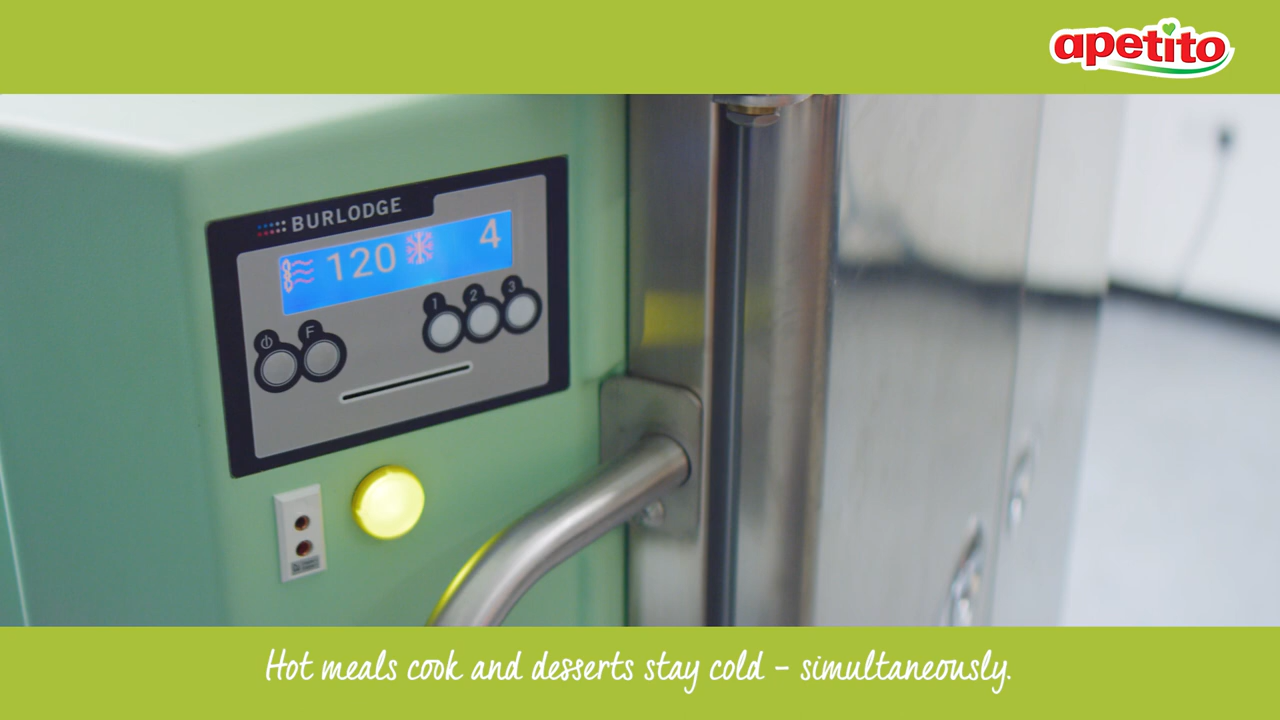 apetito
BURLODGE
120 4
F 1 2 3
Hot meals cook and desserts stay cold - simultaneously.